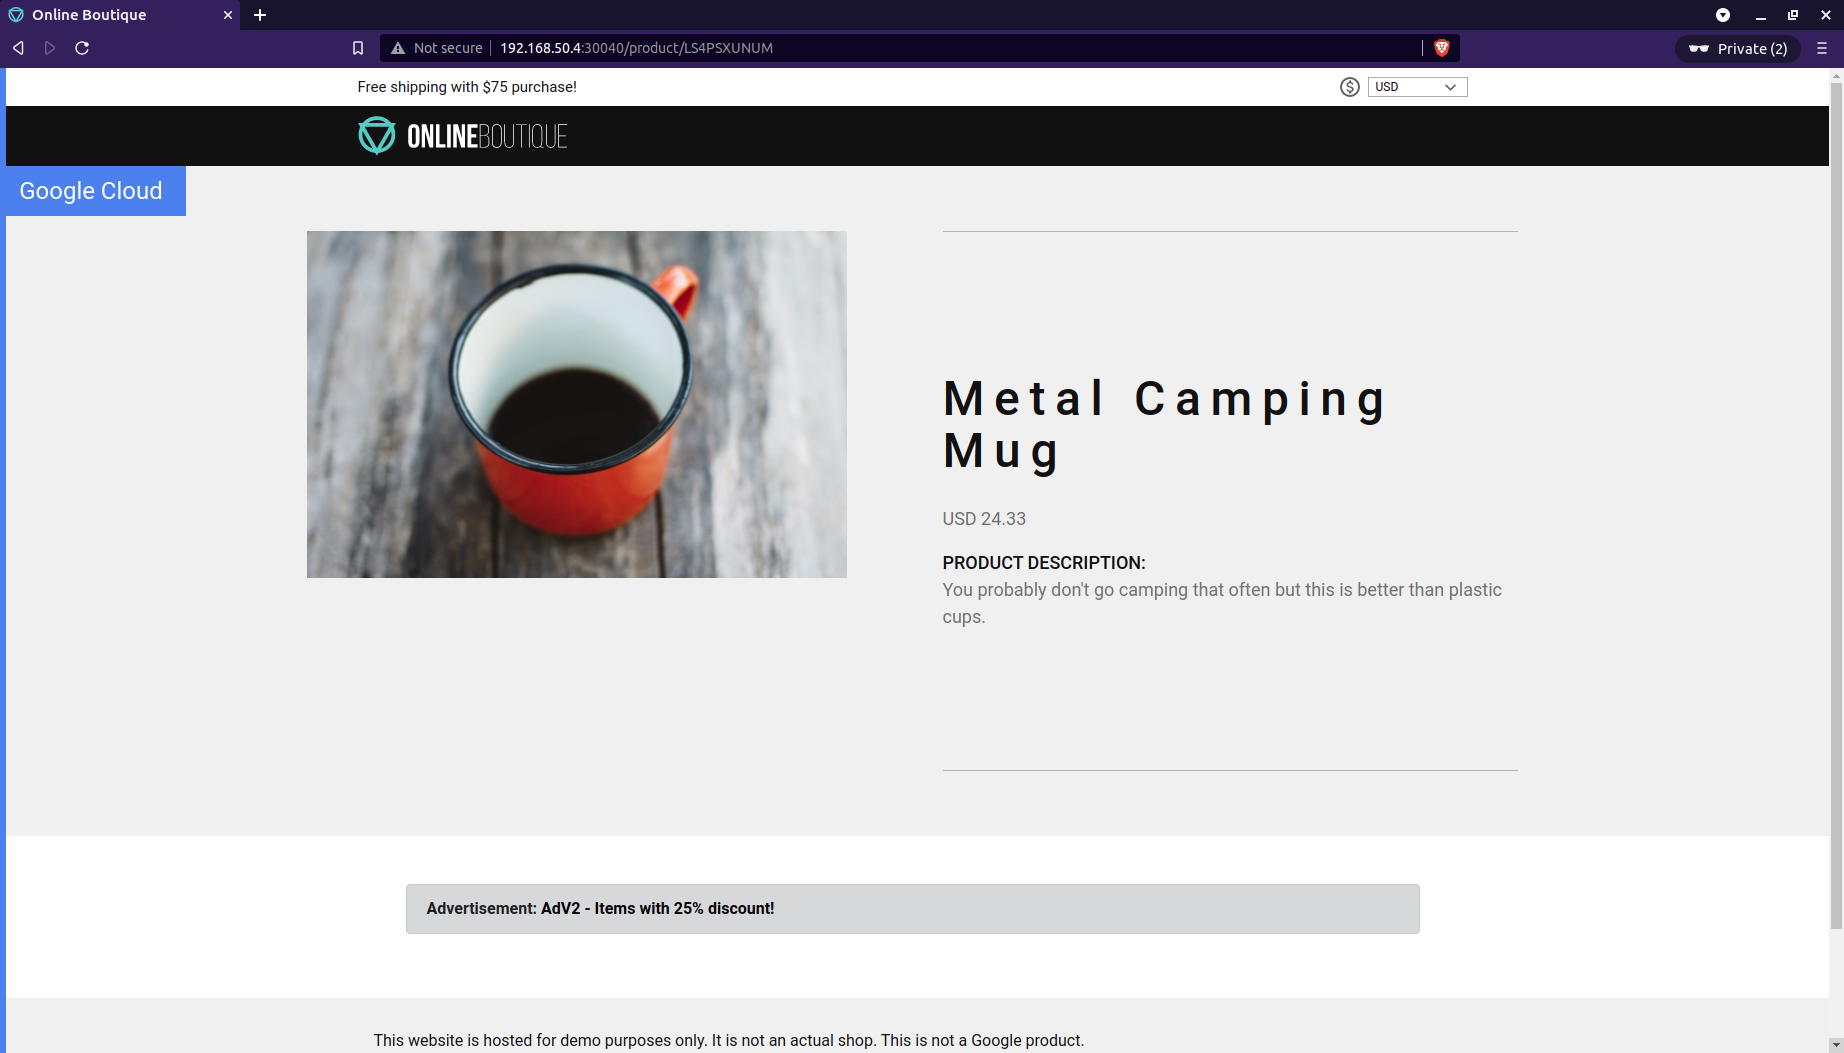 Online Boutique
Not secure 192.168.50.4:30040/product/LS4PSXUNUM
Private (2)
Free shipping with $75 purchase!
$ USD
ONLINEBOUTIQUE
Google Cloud
Metal Camping
Mug
USD 24.33
PRODUCT DESCRIPTION:
You probably don't go camping that often but this is better than plastic
cups.
Advertisement: AdV2 - Items with 25% discount!
This website is hosted for demo purposes only. It is not an actual shop. This is not a Google product.